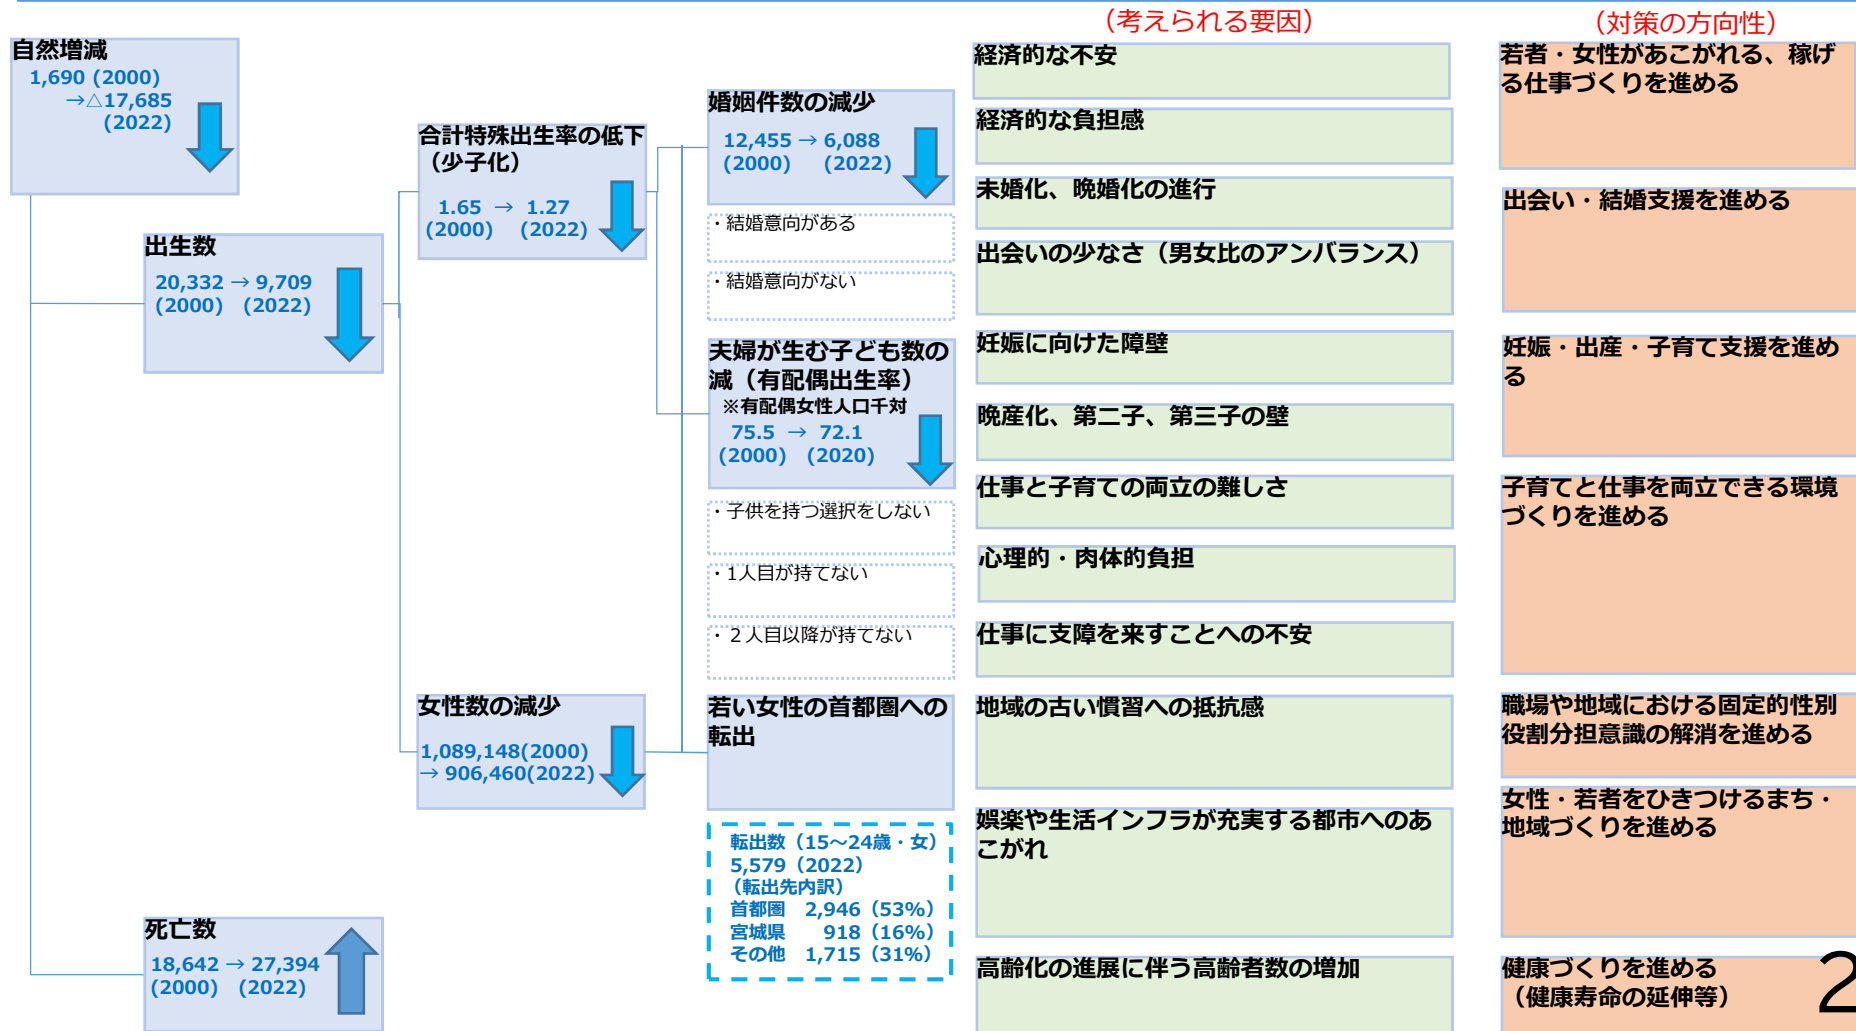 （考えられる要因）
（対策の方向性）
自然増減
1,690 (2000)
→△17,685
(2022)
出生数
20,332 → 9,709
(2000) (2022)
死亡数
18,642 → 27,394
(2000) (2022)
合計特殊出生率の低下
（少子化）
1.65 → 1.27
(2000) (2022)
女性数の減少
1,089,148(2000)
→ 906,460(2022)
婚姻件数の減少
12,455 → 6,088
(2000) (2022)
・結婚意向がある
・結婚意向がない
夫婦が生む子ども数の
減（有配偶出生率）
※有配偶女性人口千対
75.5 → 72.1
(2000) (2020)
・子供を持つ選択をしない
・1人目が持てない
・２人目以降が持てない
若い女性の首都圏への
転出
転出数（15～24歳・女）
5,579（2022）
（転出先内訳）
首都圏 2,946（53%）
宮城県 918（16%）
その他 1,715（31%）
経済的な不安
経済的な負担感
未婚化、晩婚化の進行
出会いの少なさ（男女比のアンバランス）
妊娠に向けた障壁
晩産化、第二子、第三子の壁
仕事と子育ての両立の難しさ
心理的・肉体的負担
仕事に支障を来すことへの不安
地域の古い慣習への抵抗感
娯楽や生活インフラが充実する都市へのあ
こがれ
高齢化の進展に伴う高齢者数の増加
若者・女性があこがれる、稼げ
る仕事づくりを進める
出会い・結婚支援を進める
妊娠・出産・子育て支援を進め
る
子育てと仕事を両立できる環境
づくりを進める
職場や地域における固定的性別
役割分担意識の解消を進める
女性・若者をひきつけるまち・
地域づくりを進める
健康づくりを進める
（健康寿命の延伸等）
2